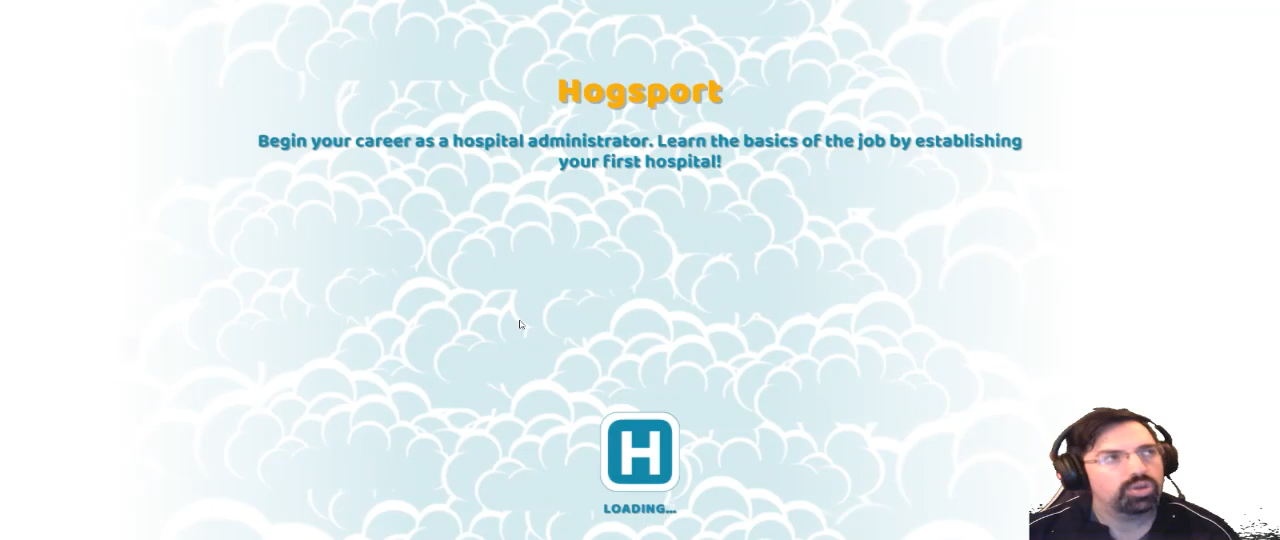 Hogsport
Begin your career as a hospital administrator. Learn the basics of the job by establishing
your first hospital!
H
LOADING...